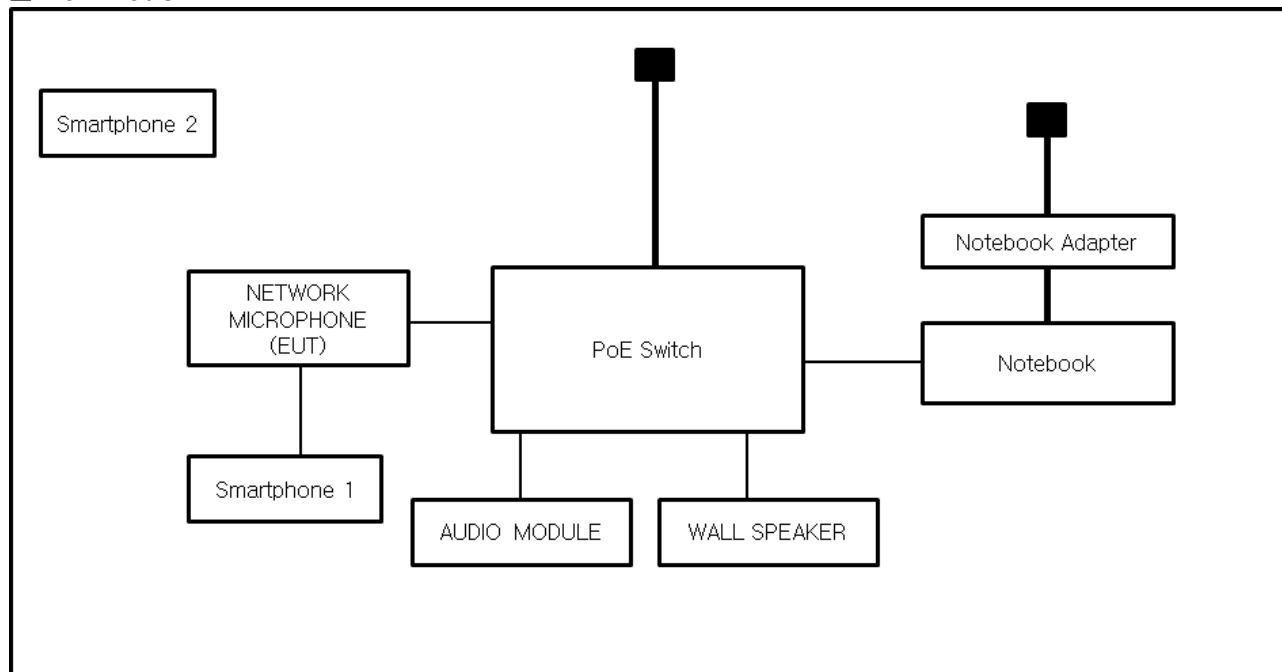 Smartphone 2
Notebook Adapter
NETWORK
MICROPHONE
(EUT)
PoE Switch
Notebook
Smartphone 1
AUDIO MODULE
WALL SPEAKER